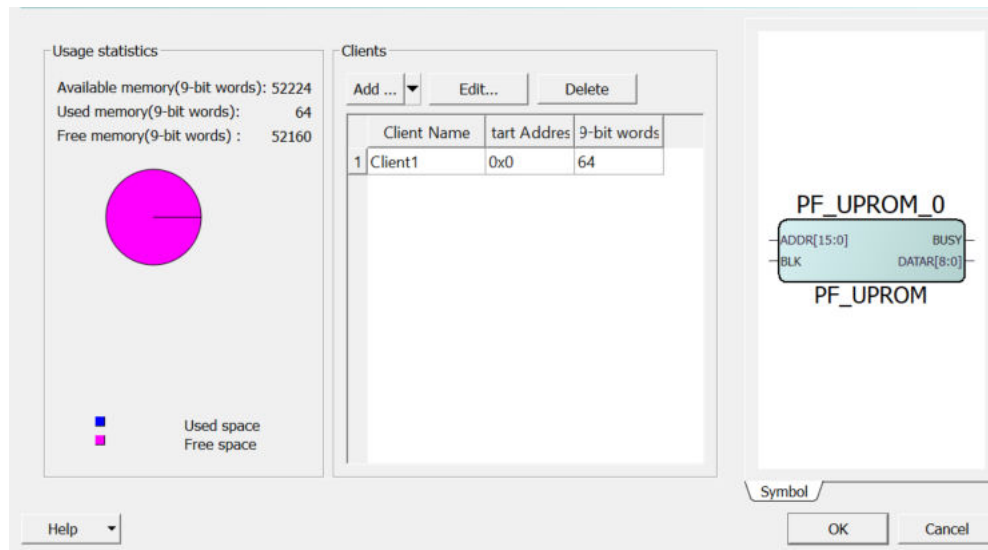 Usage statistics
Available memory(9-bit words): 52224
Used memory(9-bit words): 64
Free memory(9-bit words) : 52160
Used space
Free space
Clients
Add ... Edit... Delete
Client Name tart Addres 9-bit words
1 Client1 0x0 64
PF_UPROM_0
ADDR[15:0] BUSY
BLK DATAR[8:0]
PF_UPROM
Symbol
Help OK Cancel